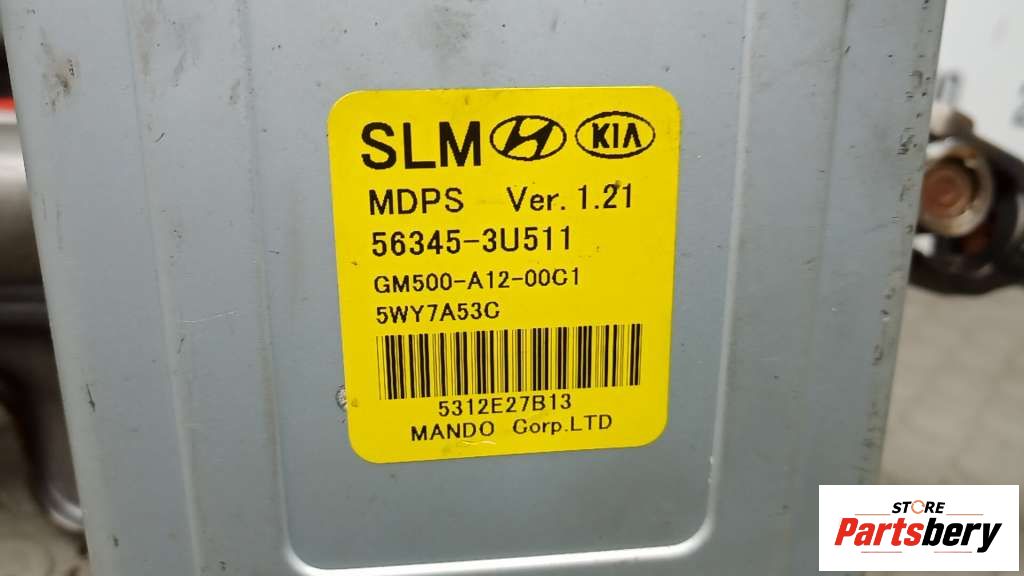 SLM KIA
MDPS Ver. 1.21
56345-3U511
GM500-A12-00C1
5WY7A53C
5312E27B13
MANDO Corp.LTD
STORE
Partsbery